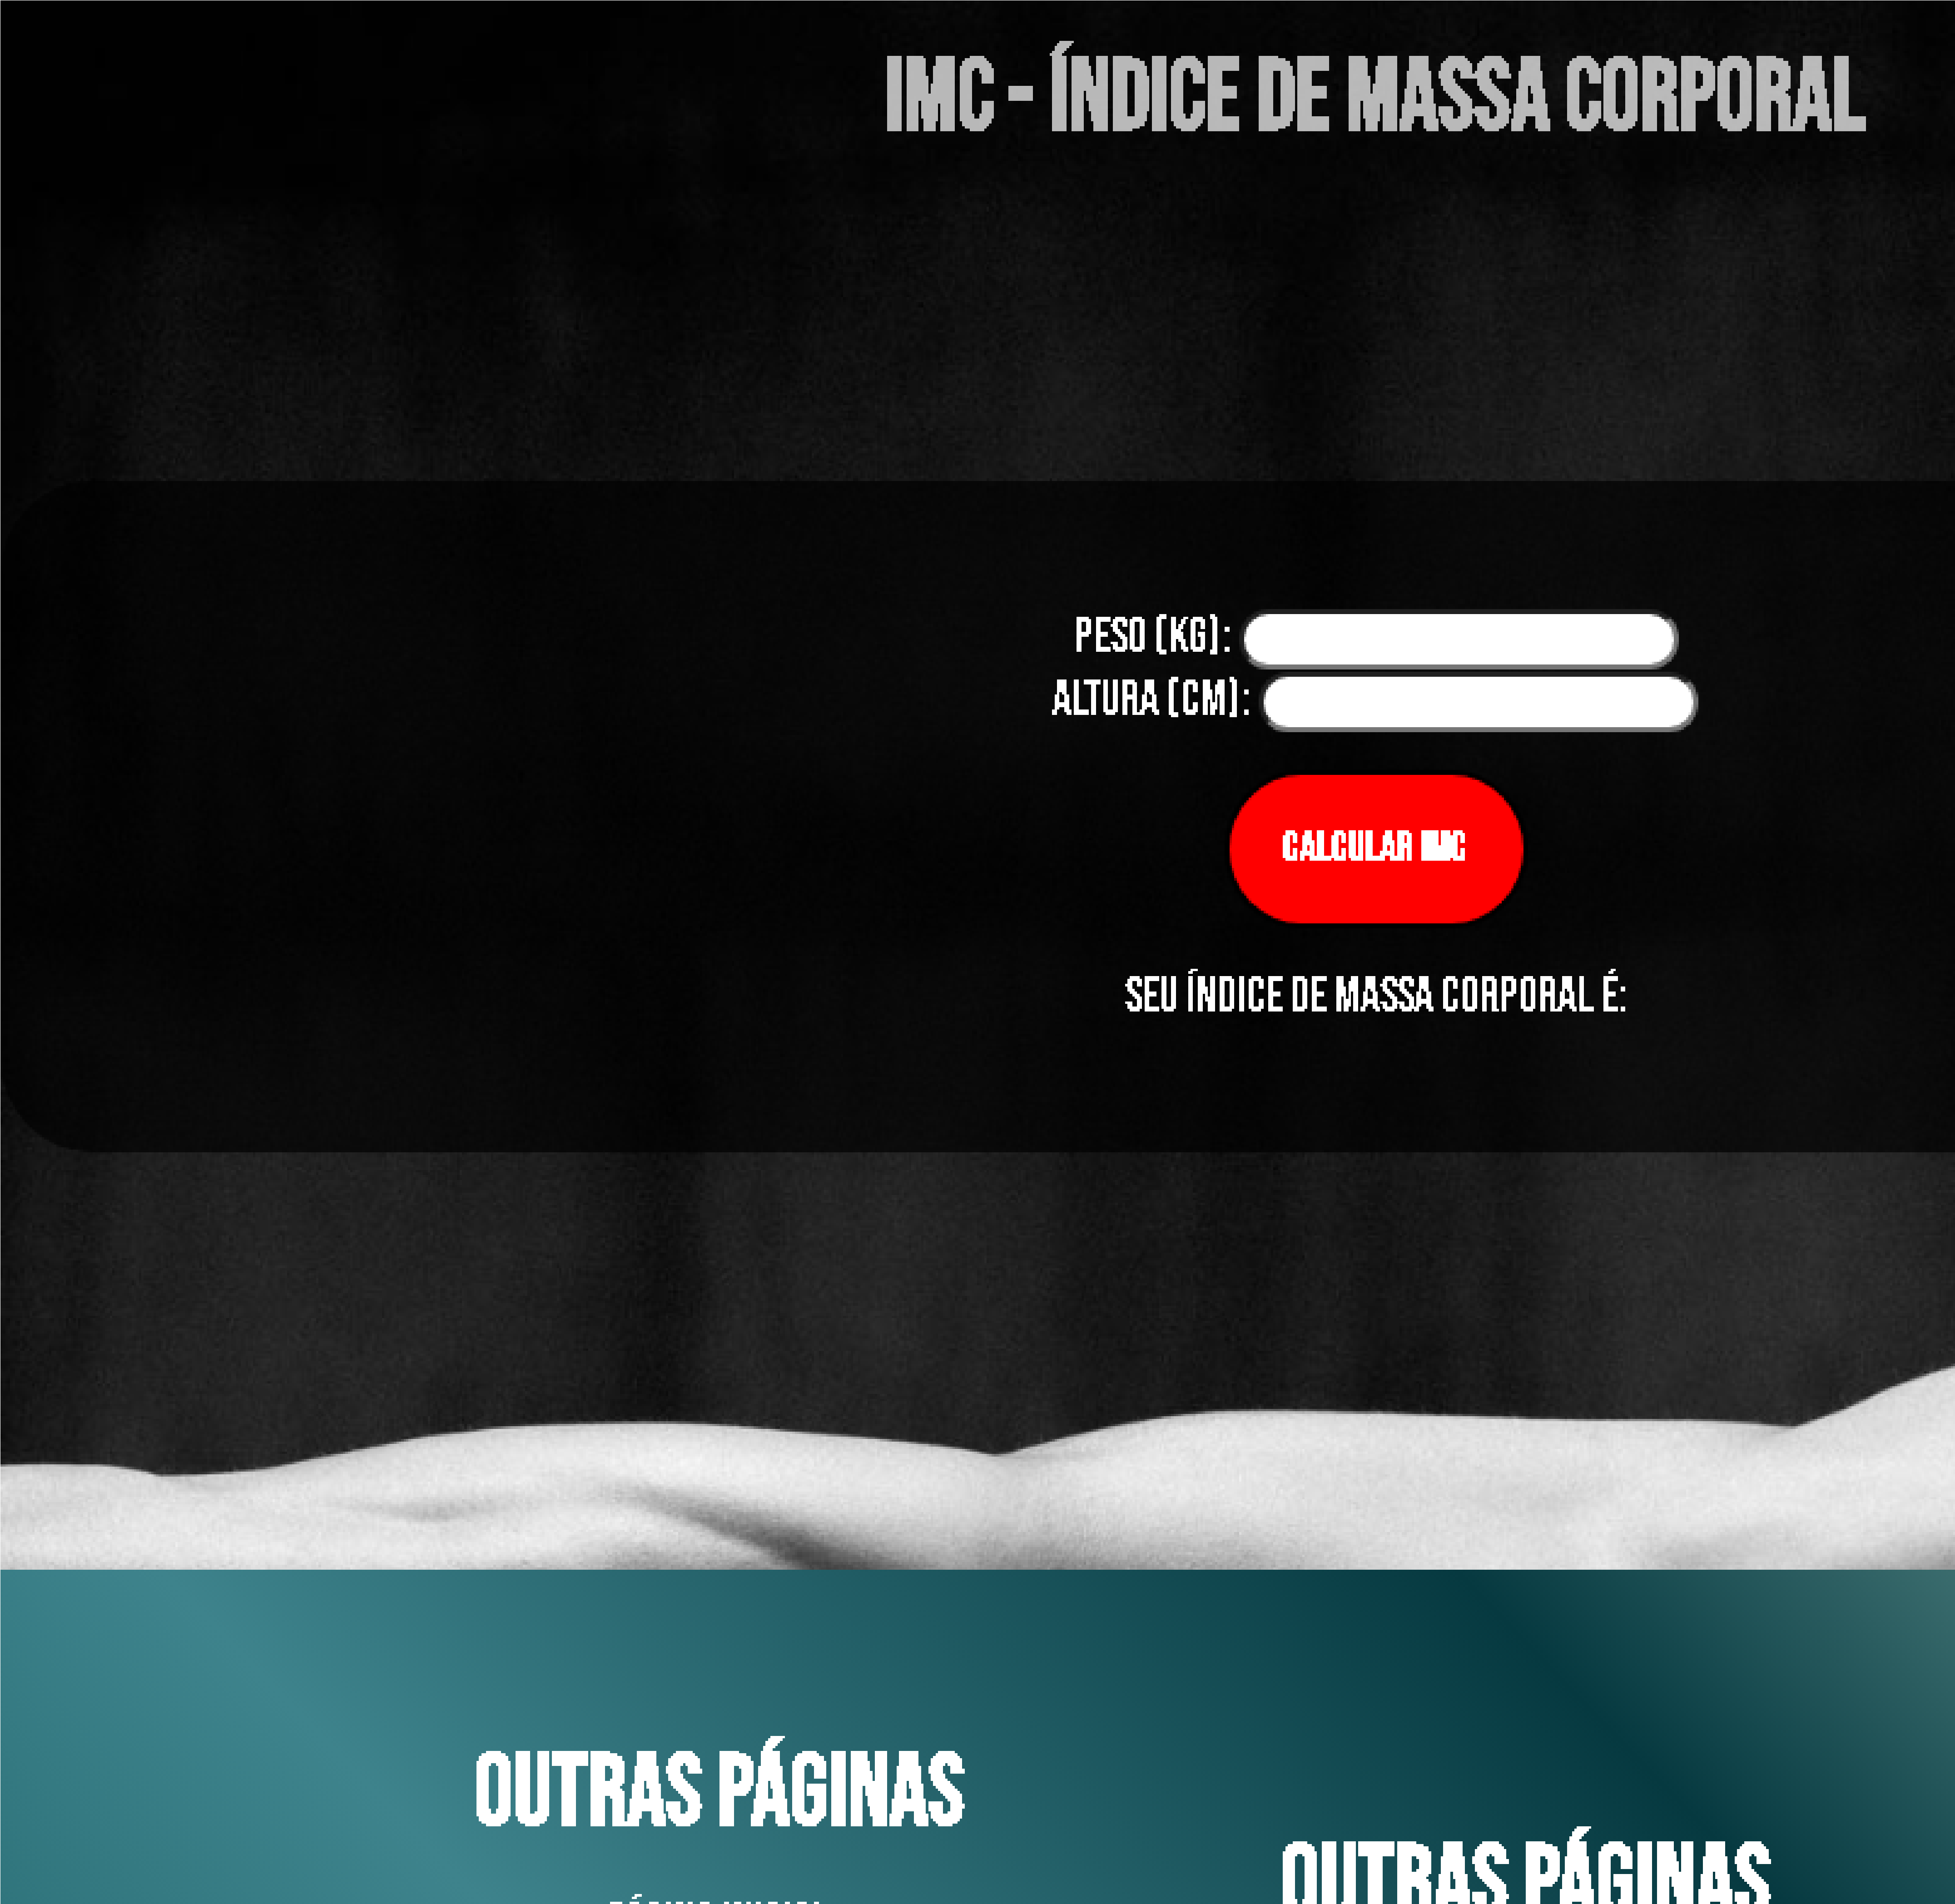 IMC - ÍNDICE DE MASSA CORPORAL
PESO (KG):
ALTURA (CM):
CALCULAR IMC
SEU ÍNDICE DE MASSA CORPORAL É:
OUTRAS PÁGINAS
OUTRAS PÁGINAS